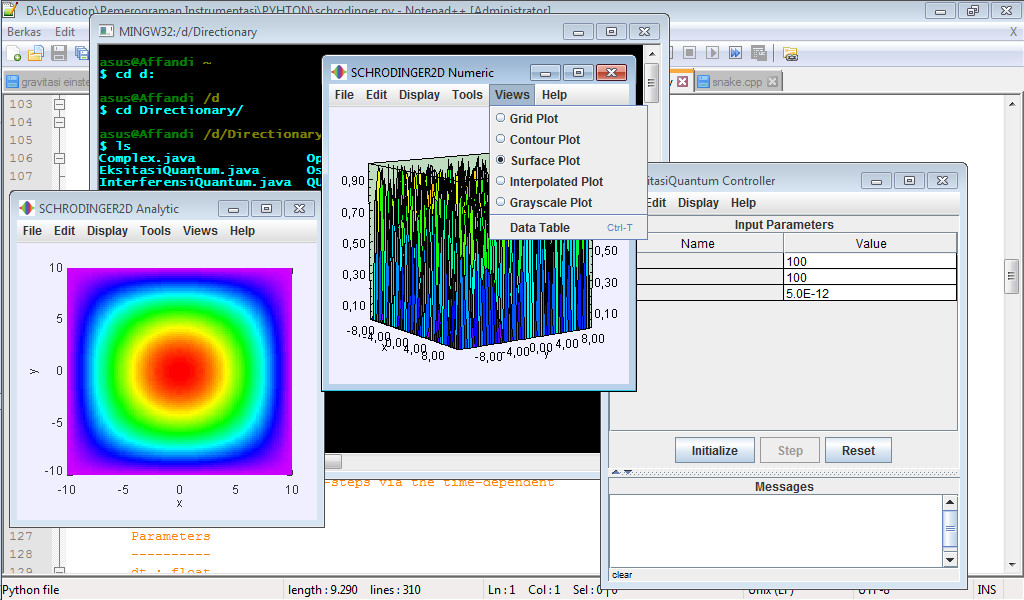 D:\Education\Pemerograman Instrumentasi\PYHTON\schrodinger.py - Notepad++ [Administrator]
Berkas Edit
X
gravitasi einste
snake.cpp
103
104
105
106
107
MINGW32:/d/Directionary
asus@Affandi ~
$ cd d:
asus@Affandi /d
$ cd Directionary/
asus@Affandi /d/Directionary
$ ls
Complex.java Op
EksitasiQuantum.java Os
InterferensiQuantum.java QU
SCHRODINGER2D Numeric
File Edit Display Tools Views Help
Grid Plot
Contour Plot
Surface Plot
Interpolated Plot
Grayscale Plot
Data Table Ctrl-T
0,90
0,70
0,50
0,30
0,10
0,50
0,30
0,10
-8,00
-4,00
0,00
4,00
8,00
x
-8,00
-4,00
0,00
4,00
8,00
y
SCHRODINGER2D Analytic
File Edit Display Tools Views Help
10
5
0
-5
-10
y
-10 -5 0 5 10
x
itasiQuantum Controller
Edit Display Help
Input Parameters
Name Value
100
100
5.0E-12
Initialize Step Reset
Messages
clear
-steps via the time-dependent
127 Parameters
128 ----------
129 dt : float
Python file length : 9.290 lines : 310 Ln : 1 Col : 1 Sel : 0 | 0 Unix (LF) UTF-8 INS